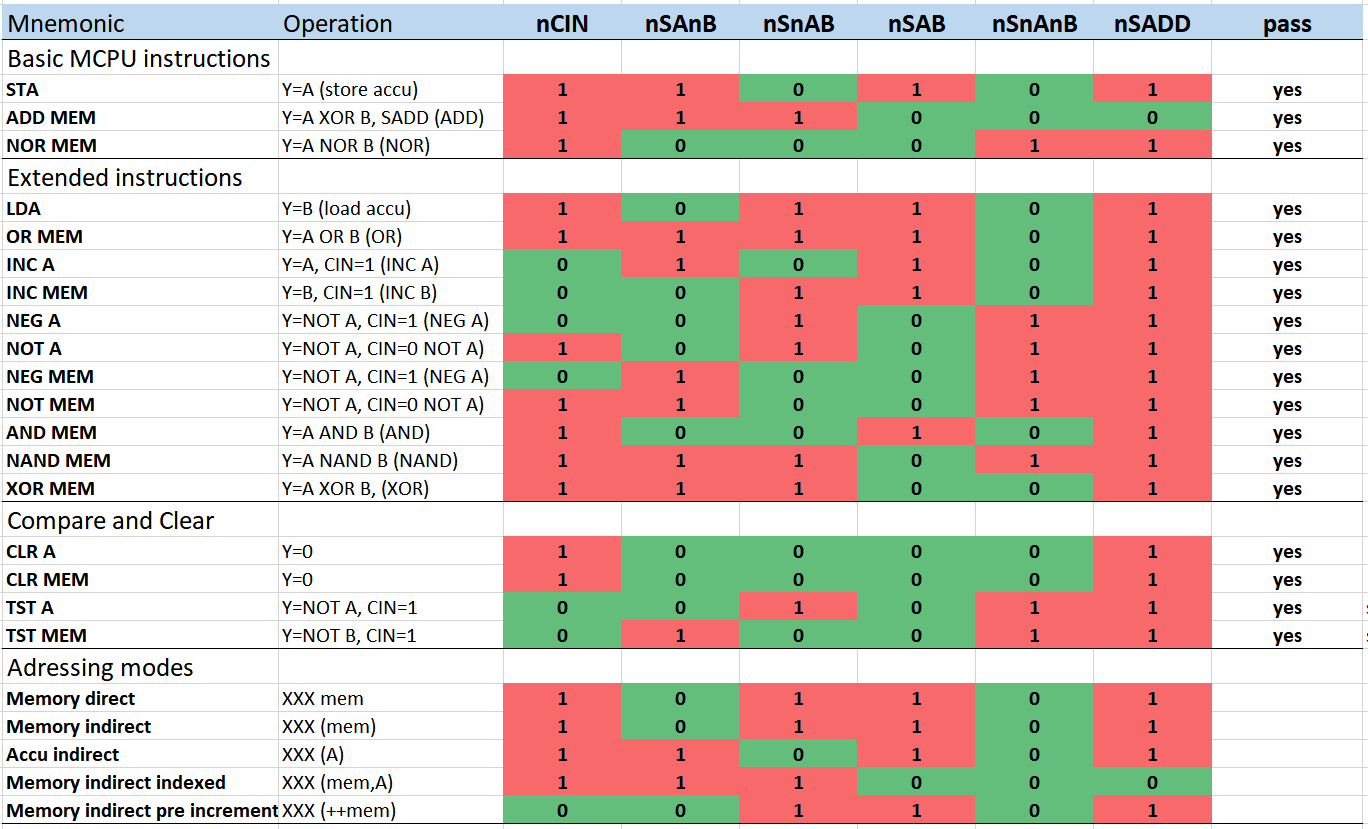 Mnemonic Operation nCIN nSAnB nSnAB nSAB nSnAnB nSADD pass
Basic MCPU instructions
STA Y=A (store accu) 1 1 0 1 0 1 yes
ADD MEM Y=A XOR B, SADD (ADD) 1 1 1 0 0 0 yes
NOR MEM Y=A NOR B (NOR) 1 0 0 0 1 1 yes
Extended instructions
LDA Y=B (load accu) 1 0 1 1 0 1 yes
OR MEM Y=A OR B (OR) 1 1 1 1 0 1 yes
INC A Y=A, CIN=1 (INC A) 0 1 0 1 0 1 yes
INC MEM Y=B, CIN=1 (INC B) 0 0 1 1 0 1 yes
NEG A Y=NOT A, CIN=1 (NEG A) 0 0 1 0 1 1 yes
NOT A Y=NOT A, CIN=0 NOT A) 1 0 1 0 1 1 yes
NEG MEM Y=NOT A, CIN=1 (NEG A) 0 1 0 0 1 1 yes
NOT MEM Y=NOT A, CIN=0 NOT A) 1 1 0 0 1 1 yes
AND MEM Y=A AND B (AND) 1 0 0 1 0 1 yes
NAND MEM Y=A NAND B (NAND) 1 1 1 0 1 1 yes
XOR MEM Y=A XOR B, (XOR) 1 1 1 0 0 1 yes
Compare and Clear
CLR A Y=0 1 0 0 0 0 1 yes
CLR MEM Y=0 1 0 0 0 0 1 yes
TST A Y=NOT A, CIN=1 0 0 1 0 1 1 yes
TST MEM Y=NOT B, CIN=1 0 1 0 0 1 1 yes
Adressing modes
Memory direct XXX mem 1 0 1 1 0 1
Memory indirect XXX (mem) 1 0 1 1 0 1
Accu indirect XXX (A) 1 1 0 1 0 1
Memory indirect indexed XXX (mem,A) 1 1 1 0 0 0
Memory indirect pre increment XXX (++mem) 0 0 1 1 0 1